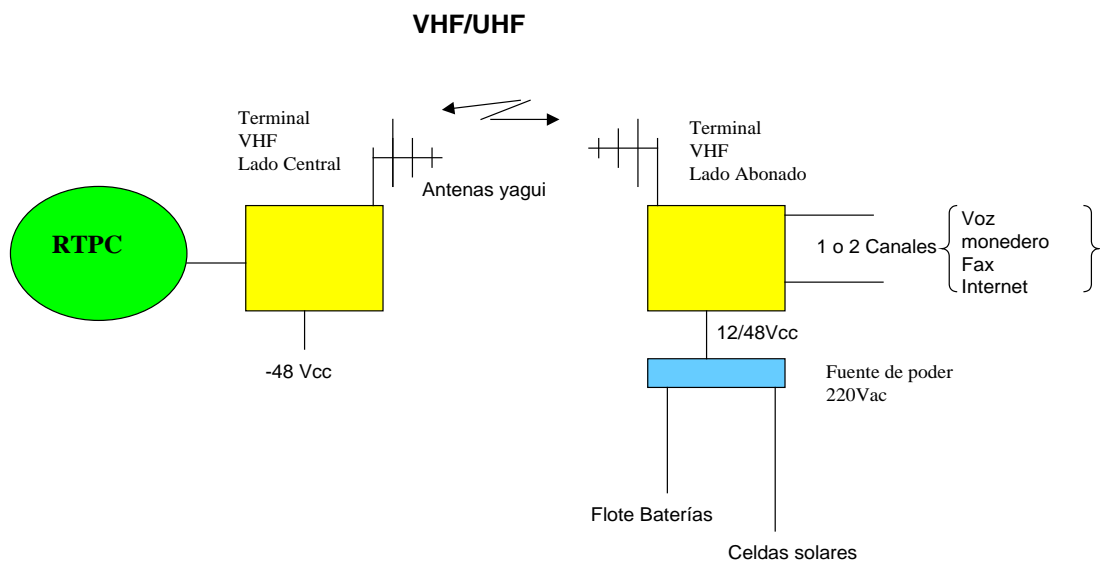 VHF/UHF
Terminal
VHF
Lado Central
Antenas yagui
Terminal
VHF
Lado Abonado
RTPC
1 o 2 Canales
Voz
monedero
Fax
Internet
-48 Vcc
12/48Vcc
Fuente de poder
220Vac
Flote Baterías
Celdas solares